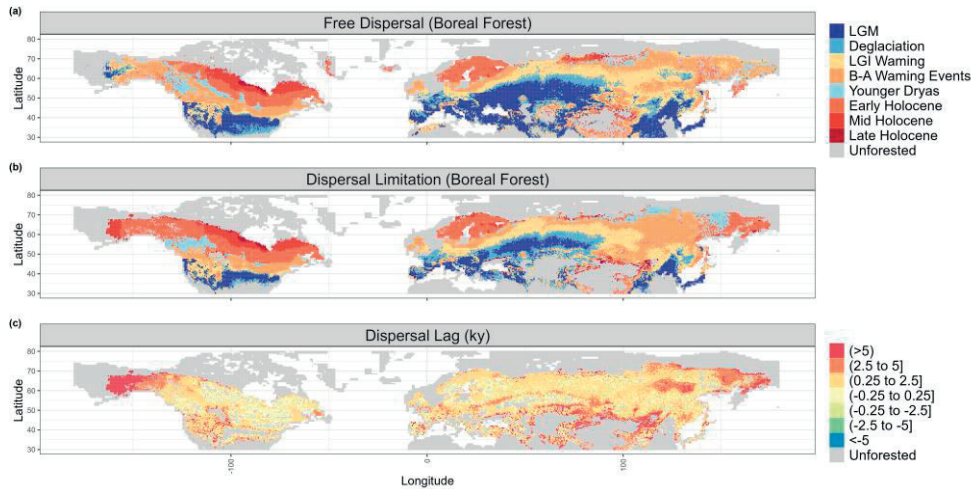 (a)
Free Dispersal (Boreal Forest)
80
70
60
50
40
30
Latitude
LGM
Deglaciation
LGI Waming
B-A Waming Events
Younger Dryas
Early Holocene
Mid Holocene
Late Holocene
Unforested
(b)
Dispersal Limitation (Boreal Forest)
80
70
60
50
40
30
Latitude
(c)
Dispersal Lag (ky)
80
70
60
50
40
30
Latitude
(>5)
(2.5 to 5]
(0.25 to 2.5]
(-0.25 to 0.25]
(-0.25 to -2.5]
(-2.5 to -5]
<-5
Unforested
-100
0
100
Longitude